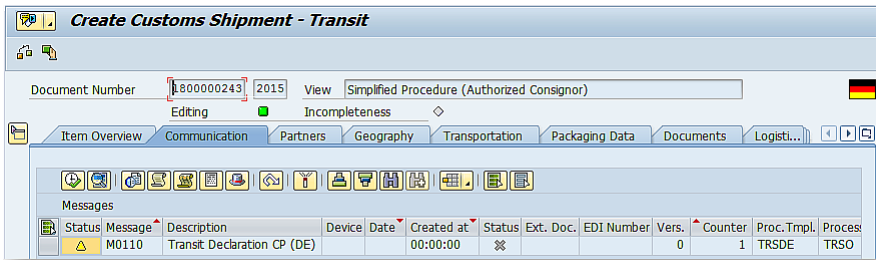 Create Customs Shipment - Transit
Document Number 1800000243 2015 View Simplified Procedure (Authorized Consignor)
Editing Incompleteness
Item Overview Communication Partners Geography Transportation Packaging Data Documents Logisti...
Messages
Status Message Description Device Date Created at Status Ext. Doc. EDI Number Vers. Counter Proc.Tmpl. Process
M0110 Transit Declaration CP (DE) 00:00:00 0 1 TRSDE TRSO